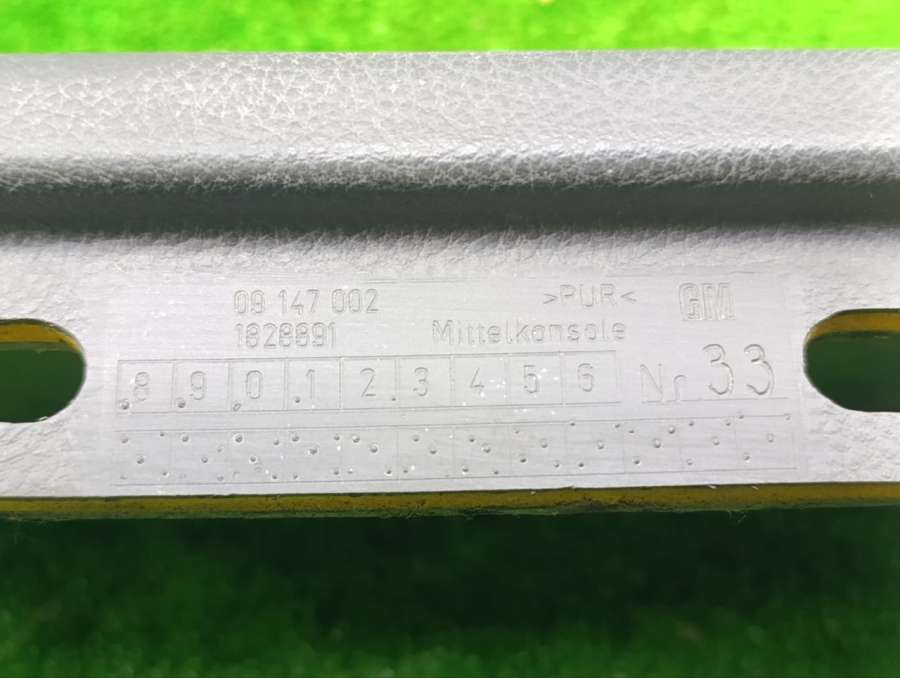 09 147 002 >PUR< GM
1828891 Mittelkonsole
8 9 0 1 2 3 4 5 6 Nr 33